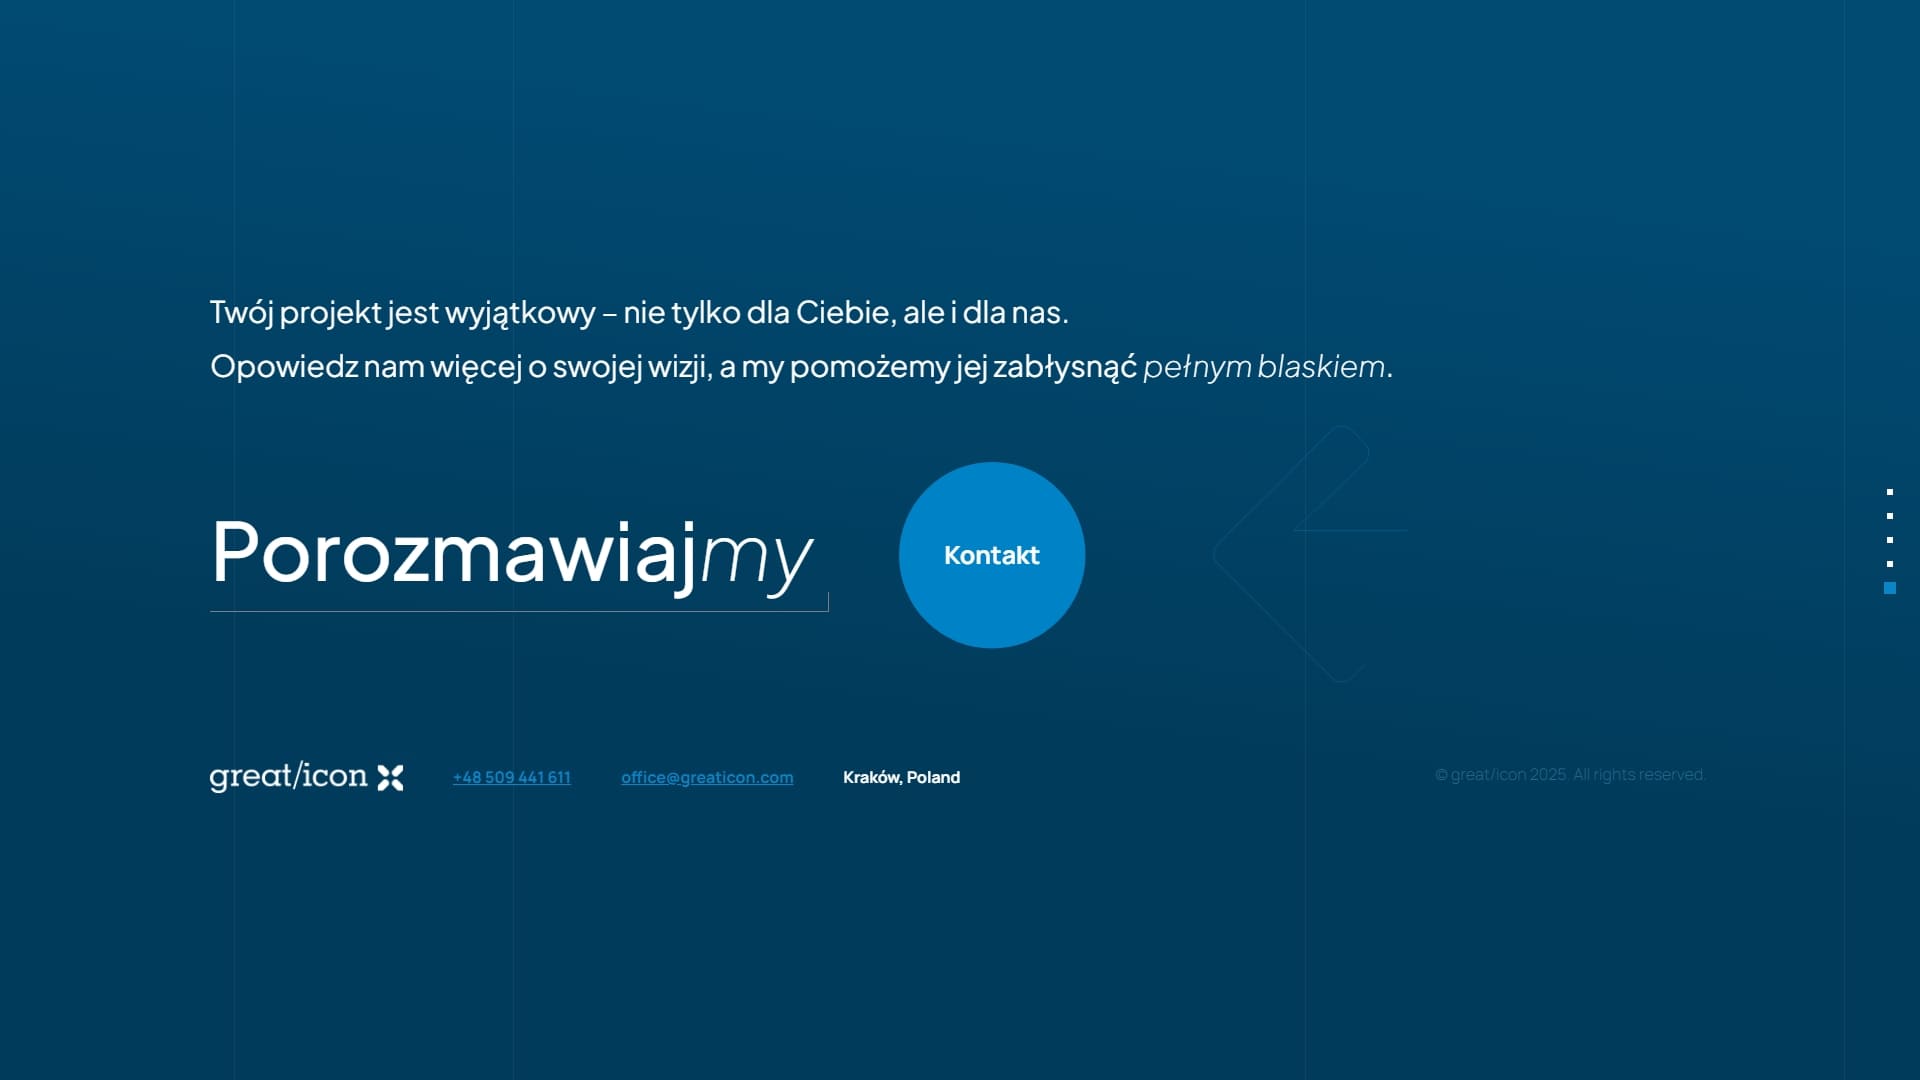 Twój projekt jest wyjątkowy – nie tylko dla Ciebie, ale i dla nas.
Opowiedz nam więcej o swojej wizji, a my pomożemy jej zabłysnąć pełnym blaskiem.
Porozmawiajmy
Kontakt
great/icon
+48 509 441 611
office@greaticon.com
Kraków, Poland
© great/icon 2025. All rights reserved.